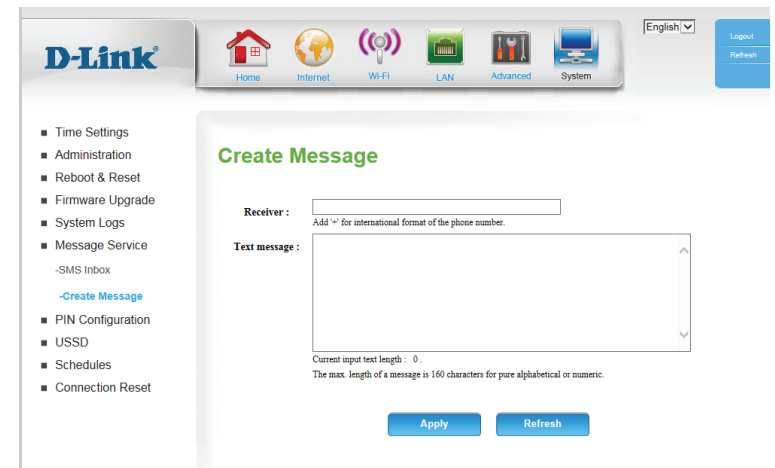 D-Link®
Home
Internet
Wi-Fi
LAN
Advanced
System
English
Logout
Refresh
Time Settings
Administration
Reboot & Reset
Firmware Upgrade
System Logs
Message Service
-SMS Inbox
-Create Message
PIN Configuration
USSD
Schedules
Connection Reset
Create Message
Receiver :
Add '+' for international format of the phone number.
Text message :
Current input text length : 0 .
The max. length of a message is 160 characters for pure alphabetical or numeric.
Apply
Refresh